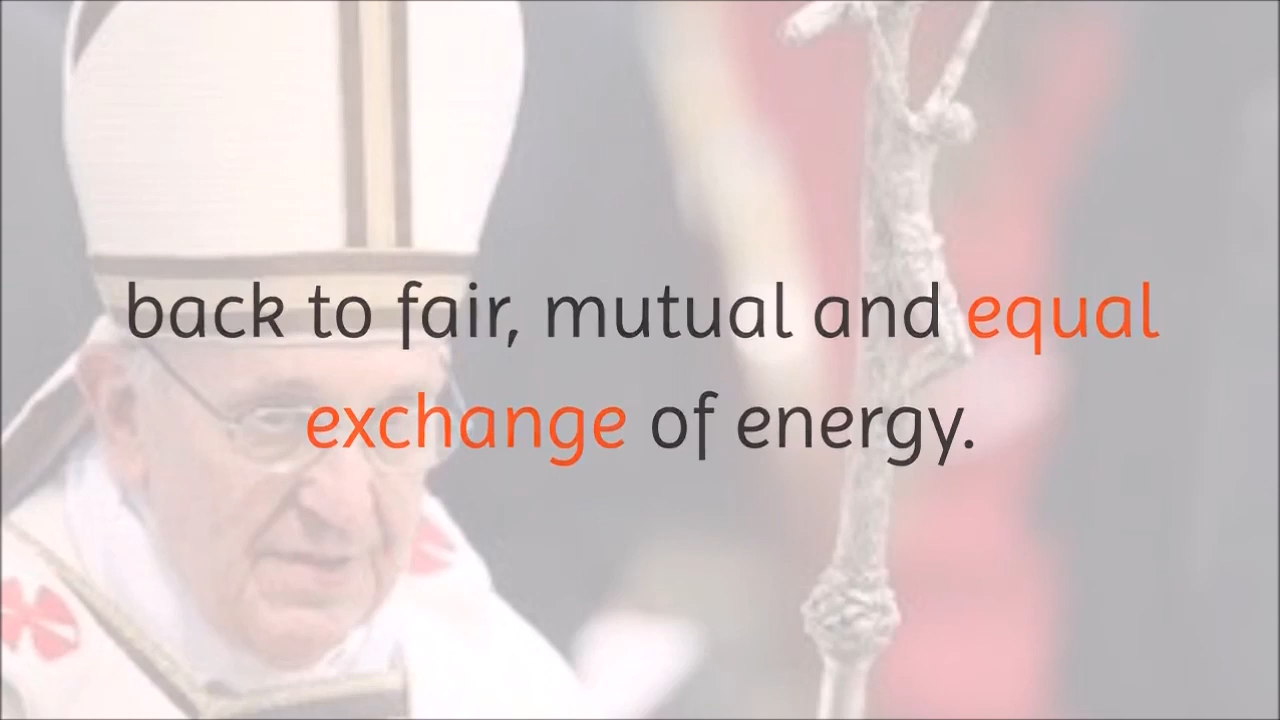 back to fair, mutual and equal
exchange of energy.